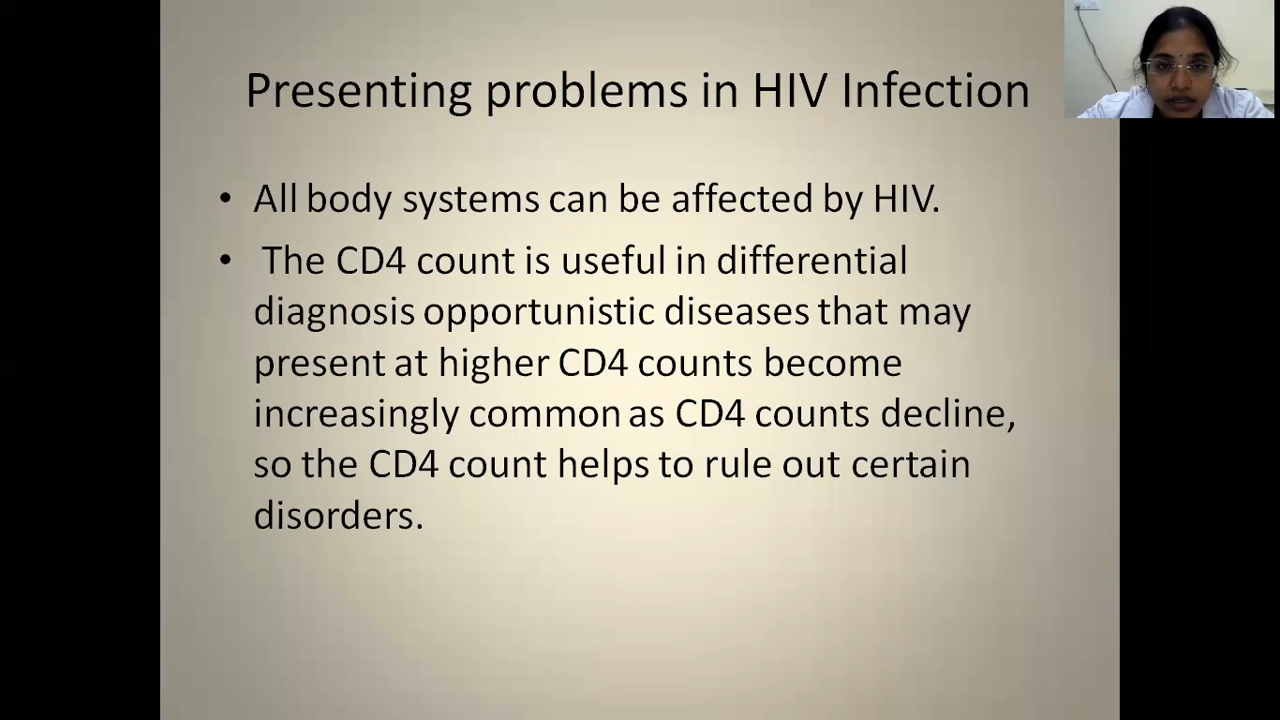 Presenting problems in HIV Infection
• All body systems can be affected by HIV.
• The CD4 count is useful in differential
diagnosis opportunistic diseases that may
present at higher CD4 counts become
increasingly common as CD4 counts decline,
so the CD4 count helps to rule out certain
disorders.